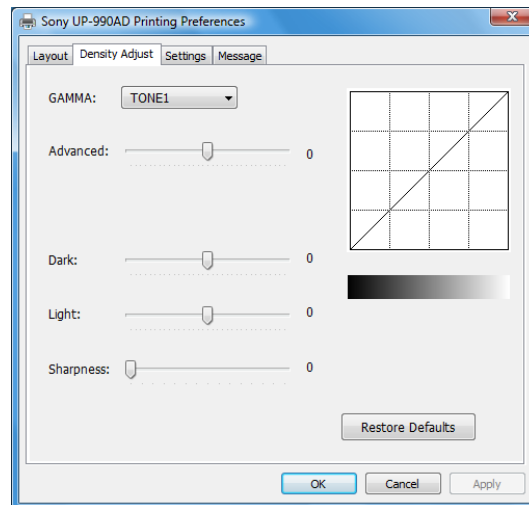 Sony UP-990AD Printing Preferences
Layout Density Adjust Settings Message
GAMMA: TONE1
Advanced: 0
Dark: 0
Light: 0
Sharpness: 0
Restore Defaults
OK Cancel Apply